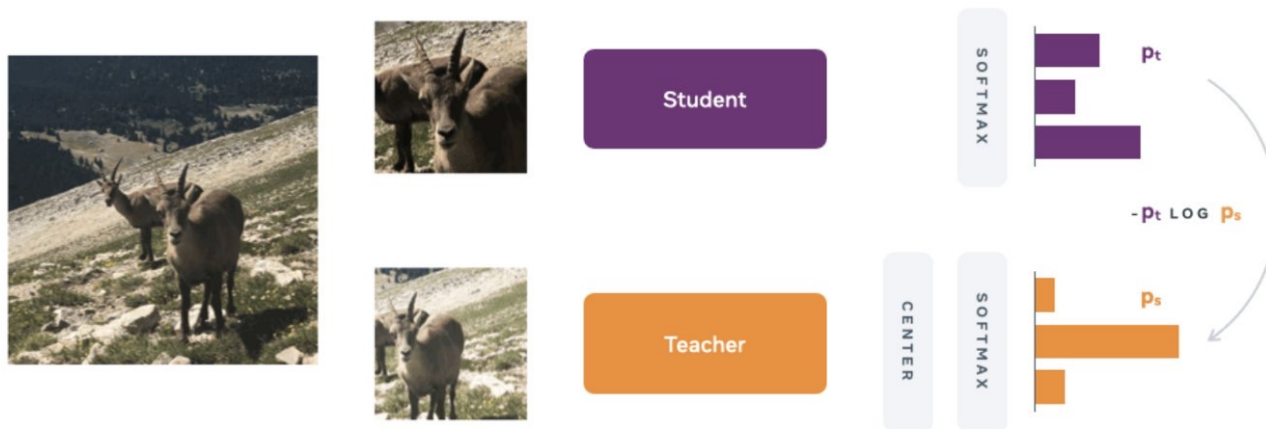 Student
SOFTMAX
pt
-pt LOG ps
Teacher
CENTER
SOFTMAX
ps